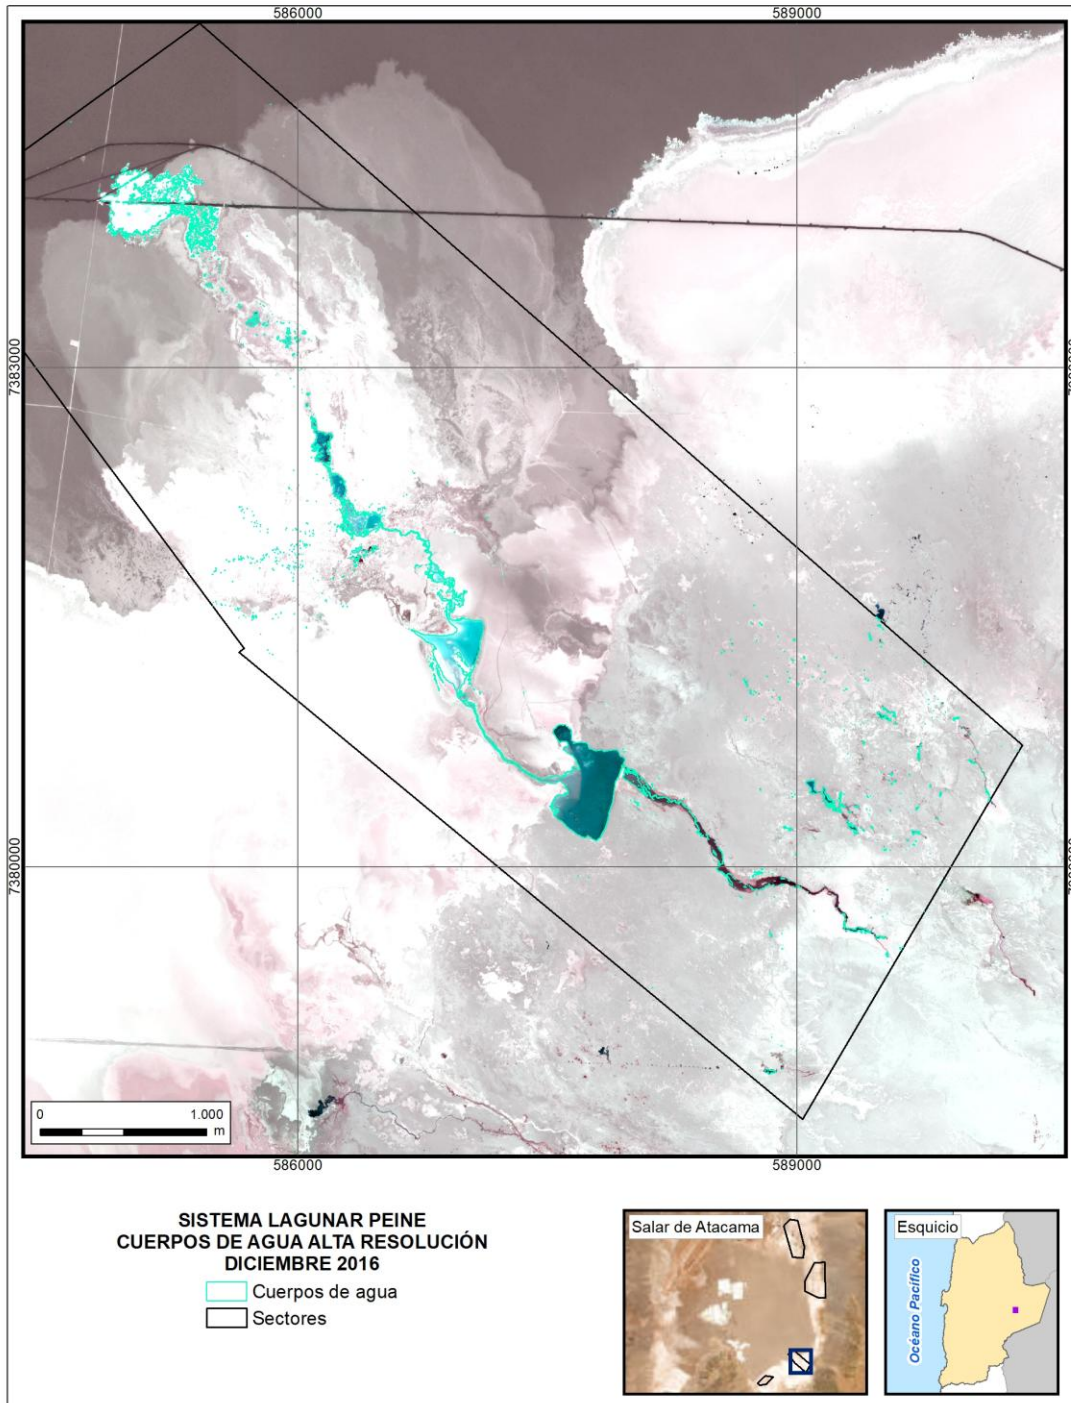 586000
589000
7383000
7380000
0
1.000
m
586000
589000
SISTEMA LAGUNAR PEINE
CUERPOS DE AGUA ALTA RESOLUCIÓN
DICIEMBRE 2016
Cuerpos de agua
Sectores
Salar de Atacama
Esquicio
Océano Pacífico